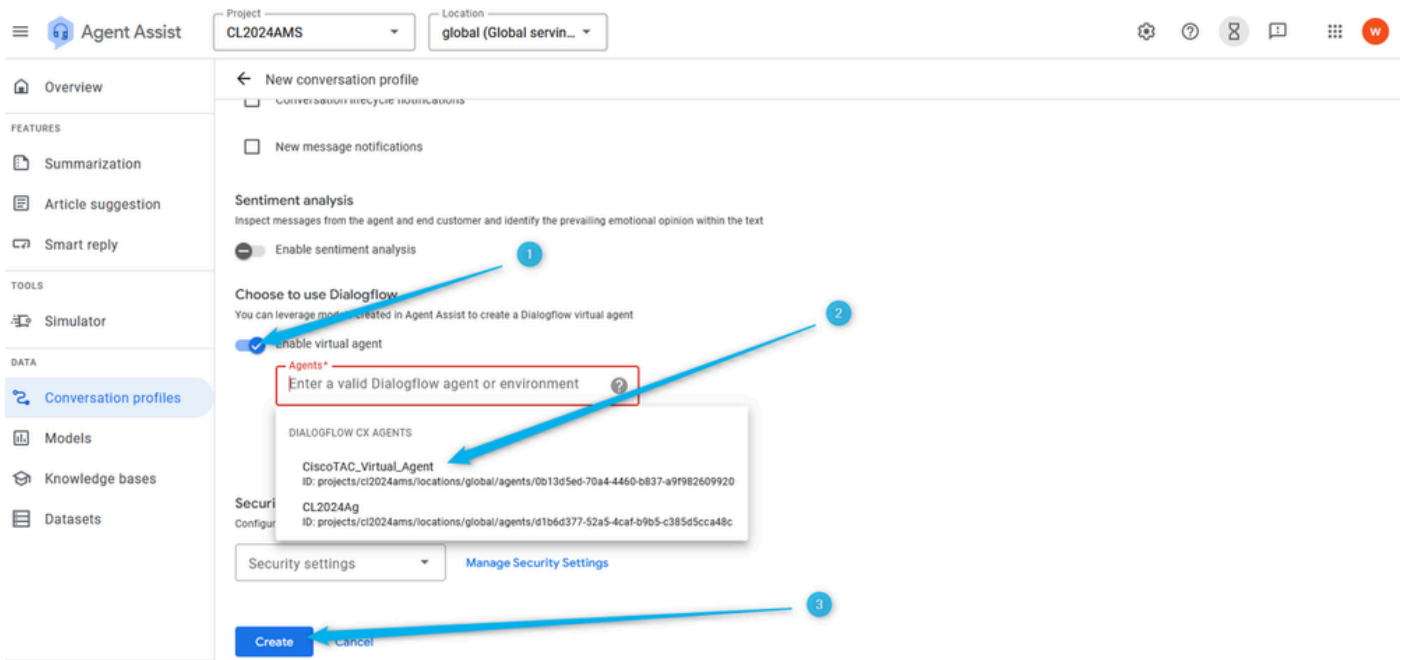 Agent Assist
Project
CL2024AMS
Location
global (Global servin...
W
Overview
FEATURES
Summarization
Article suggestion
Smart reply
TOOLS
Simulator
DATA
Conversation profiles
Models
Knowledge bases
Datasets
New conversation profile
Conversation lifecycle notifications
New message notifications
Sentiment analysis
Inspect messages from the agent and end customer and identify the prevailing emotional opinion within the text
Enable sentiment analysis
1
Choose to use Dialogflow
You can leverage models created in Agent Assist to create a Dialogflow virtual agent
2
Enable virtual agent
Agents*
Enter a valid Dialogflow agent or environment
DIALOGFLOW CX AGENTS
CiscoTAC_Virtual_Agent
ID: projects/cl2024ams/locations/global/agents/0b13d5ed-70a4-4460-b837-a9f982609920
CL2024Ag
ID: projects/cl2024ams/locations/global/agents/d1b6d377-52a5-4caf-b9b5-c385d5cca48c
Securi
Configur
Security settings
Manage Security Settings
3
Create
Cancel